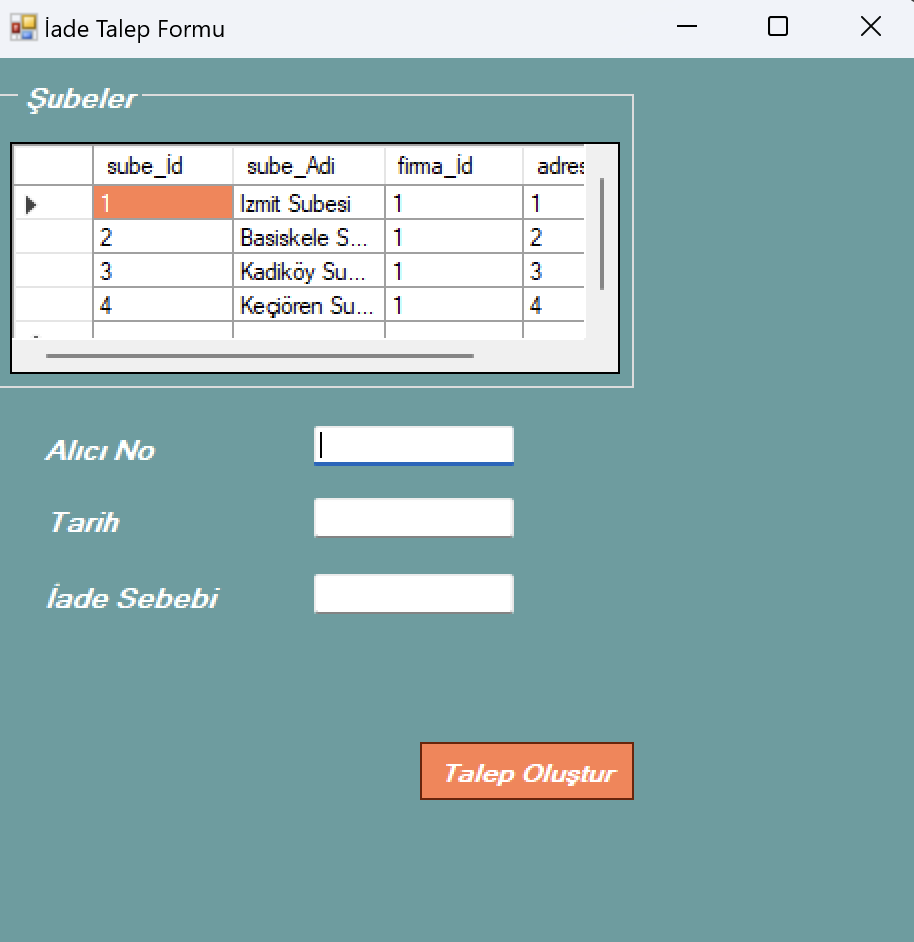 İade Talep Formu
Şubeler
sube_İd sube_Adi firma_İd adres
1 Izmit Subesi 1 1
2 Basiskele S... 1 2
3 Kadiköy Su... 1 3
4 Keçiören Su... 1 4
Alıcı No
Tarih
İade Sebebi
Talep Oluştur